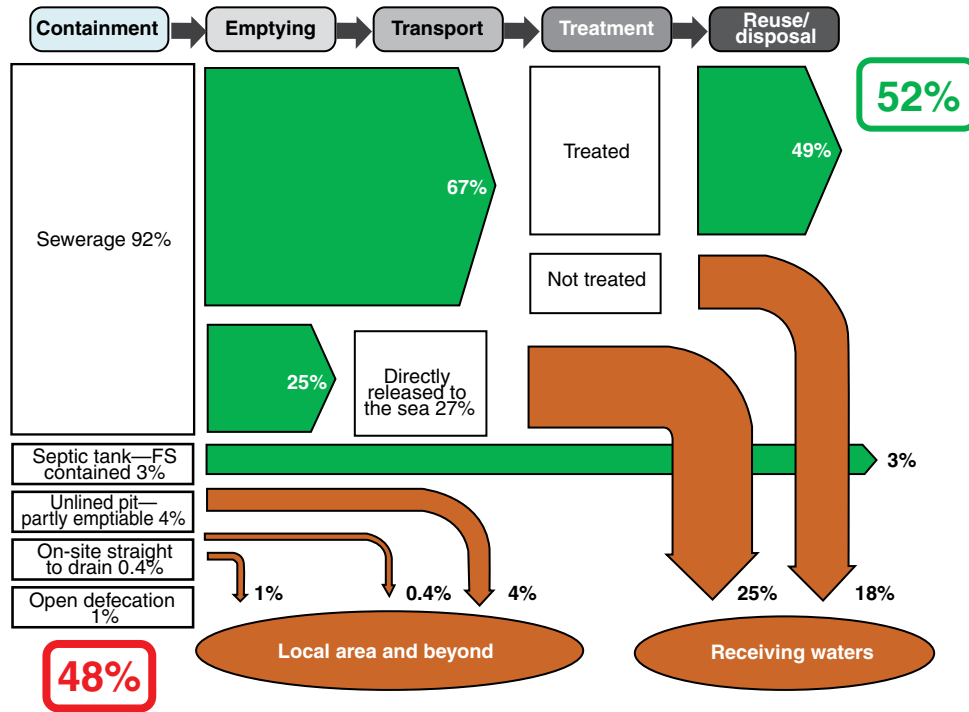 Containment
Emptying
Transport
Treatment
Reuse/
disposal
52%
Sewerage 92%
67%
Treated
49%
Not treated
25%
Directly
released to
the sea 27%
Septic tank—FS
contained 3%
3%
Unlined pit—
partly emptiable 4%
On-site straight
to drain 0.4%
Open defecation
1%
1%
0.4%
4%
25%
18%
Local area and beyond
Receiving waters
48%